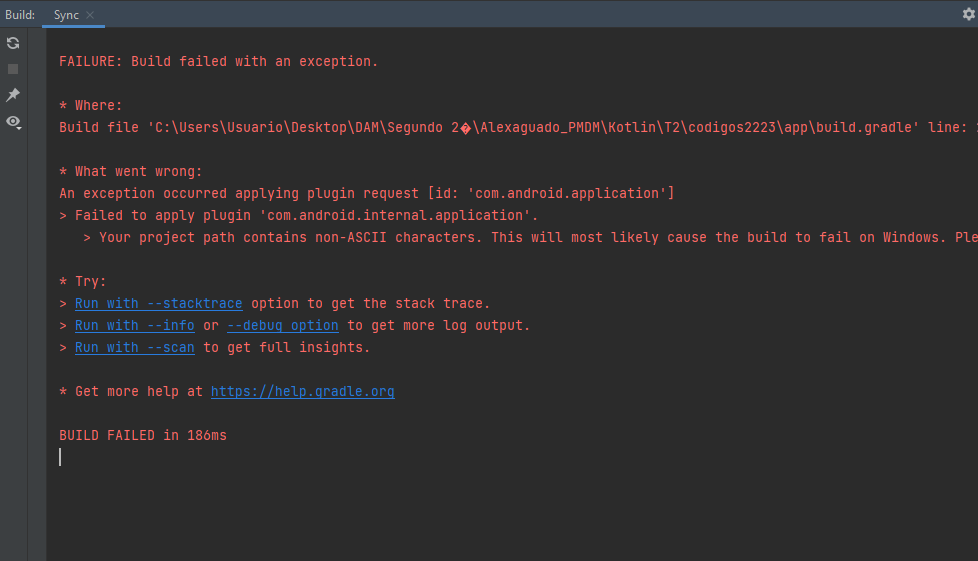 Build: Sync
FAILURE: Build failed with an exception.
* Where:
Build file 'C:\Users\Usuario\Desktop\DAM\Segundo 2�\Alexaguado_PMDM\Kotlin\T2\codigos2223\app\build.gradle' line:
* What went wrong:
An exception occurred applying plugin request [id: 'com.android.application']
> Failed to apply plugin 'com.android.internal.application'.
> Your project path contains non-ASCII characters. This will most likely cause the build to fail on Windows. Ple
* Try:
> Run with --stacktrace option to get the stack trace.
> Run with --info or --debug option to get more log output.
> Run with --scan to get full insights.
* Get more help at https://help.gradle.org
BUILD FAILED in 186ms